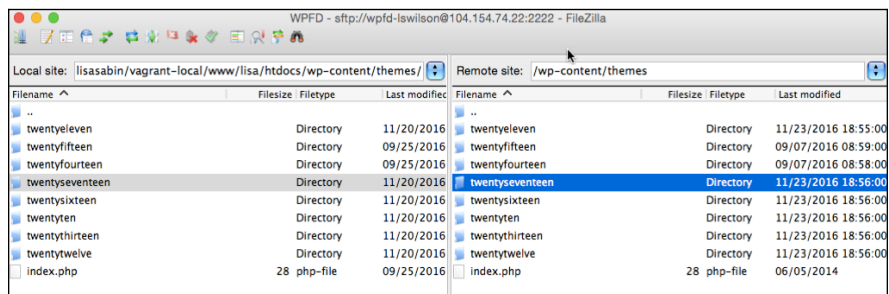 WPFD - sftp://wpfd-lswilson@104.154.74.22:2222 - FileZilla
Local site: lisasabin/vagrant-local/www/lisa/htdocs/wp-content/themes/ Remote site: /wp-content/themes
Filename Filesize Filetype Last modified Filename Filesize Filetype Last modified
.. ..
twentyeleven Directory 11/20/2016 twentyeleven Directory 11/23/2016 18:55:00
twentyfifteen Directory 09/25/2016 twentyfifteen Directory 09/07/2016 08:59:00
twentyfourteen Directory 09/25/2016 twentyfourteen Directory 09/07/2016 08:58:00
twentyseventeen Directory 11/20/2016 twentyseventeen Directory 11/23/2016 18:56:00
twentysixteen Directory 11/20/2016 twentysixteen Directory 11/23/2016 18:56:00
twentyten Directory 11/20/2016 twentyten Directory 11/23/2016 18:56:00
twentythirteen Directory 11/20/2016 twentythirteen Directory 11/23/2016 18:56:00
twentytwelve Directory 11/20/2016 twentytwelve Directory 11/23/2016 18:56:00
index.php 28 php-file 09/25/2016 index.php 28 php-file 06/05/2014